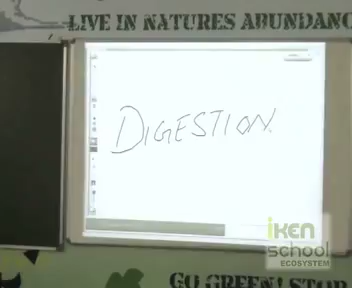 LIVE IN NATURES ABUNDANC
DIGESTION.
iKEN
school
ECOSYSTEM
GO GREEN! STOP